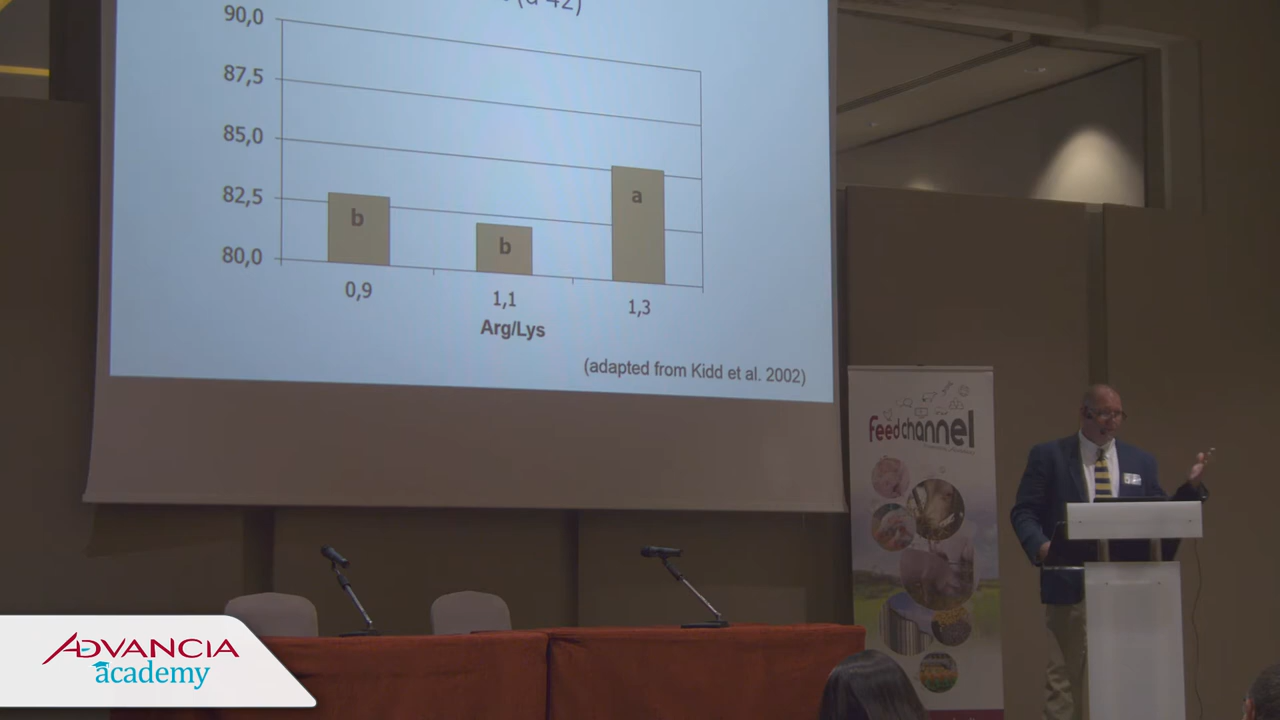 90,0
87,5
85,0
82,5
80,0
b
b
a
0,9
1,1
1,3
Arg/Lys
(adapted from Kidd et al. 2002)
feedchannel
ADVANCIA
academy